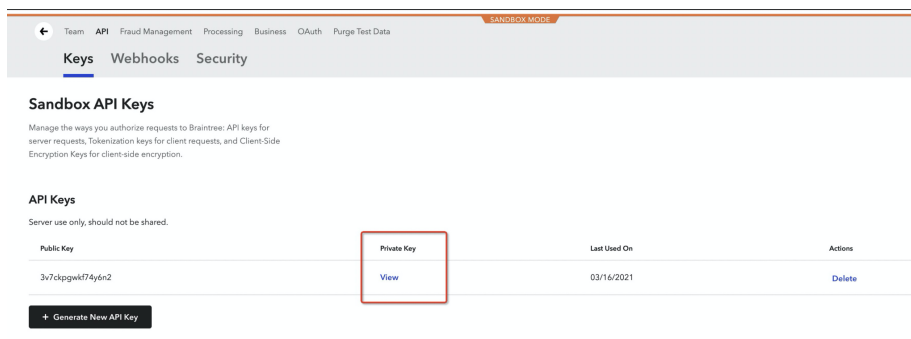 SANDBOX MODE
Team API Fraud Management Processing Business OAuth Purge Test Data
Keys Webhooks Security
Sandbox API Keys
Manage the ways you authorize requests to Braintree: API keys for
server requests, Tokenization keys for client requests, and Client-Side
Encryption Keys for client-side encryption.
API Keys
Server use only, should not be shared.
Public Key Private Key Last Used On Actions
3v7ckpgwkf74y6n2 View 03/16/2021 Delete
+ Generate New API Key